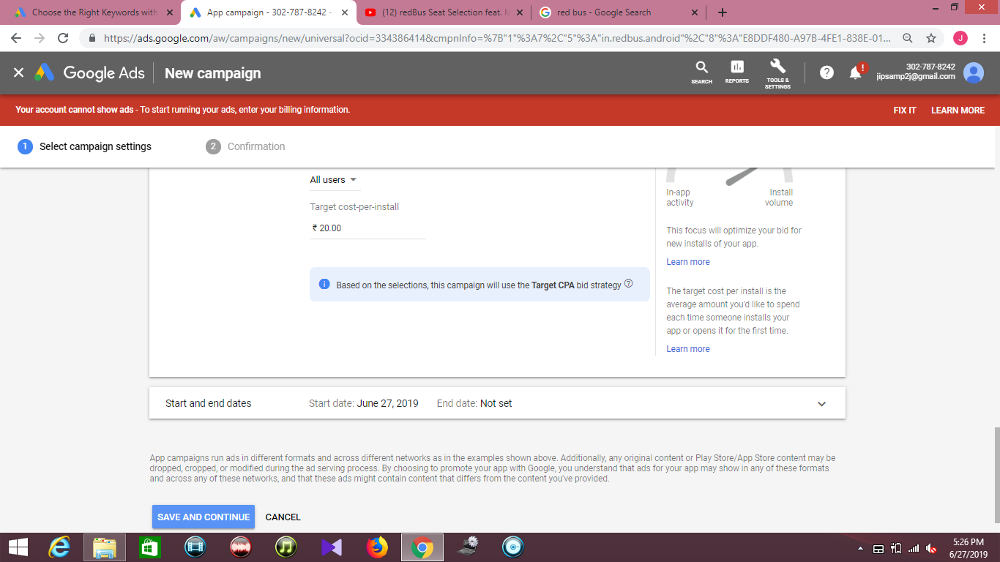 Choose the Right Keywords with
App campaign - 302-787-8242 -
(12) redBus Seat Selection feat. M
red bus - Google Search
https://ads.google.com/aw/campaigns/new/universal?ocid=334386414&cmpnInfo=%7B"1"%3A7%2C"5"%3A"in.redbus.android"%2C"8"%3A"E8DDF480-A97B-4FE1-838E-01...
J
Google Ads
New campaign
SEARCH
REPORTS
TOOLS &
SETTINGS
?
!
302-787-8242
jipsamp2j@gmail.com
Your account cannot show ads - To start running your ads, enter your billing information.
FIX IT
LEARN MORE
1 Select campaign settings
2 Confirmation
All users
Target cost-per-install
₹ 20.00
Based on the selections, this campaign will use the Target CPA bid strategy
In-app
activity
Install
volume
This focus will optimize your bid for
new installs of your app.
Learn more
The target cost per install is the
average amount you'd like to spend
each time someone installs your
app or opens it for the first time.
Learn more
Start and end dates
Start date: June 27, 2019
End date: Not set
App campaigns run ads in different formats and across different networks as in the examples shown above. Additionally, any original content or Play Store/App Store content may be
dropped, cropped, or modified during the ad serving process. By choosing to promote your app with Google, you understand that ads for your app may show in any of these formats
and across any of these networks, and that these ads might contain content that differs from the content you've provided.
SAVE AND CONTINUE
CANCEL
5:26 PM
6/27/2019